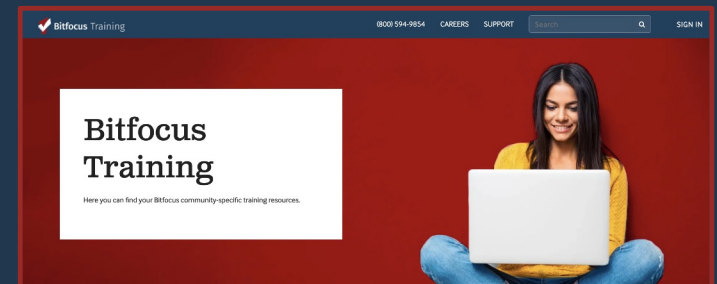 Bitfocus Training (800) 594-9854 CAREERS SUPPORT Search SIGN IN
Bitfocus
Training
Here you can find your Bitfocus community-specific training resources.